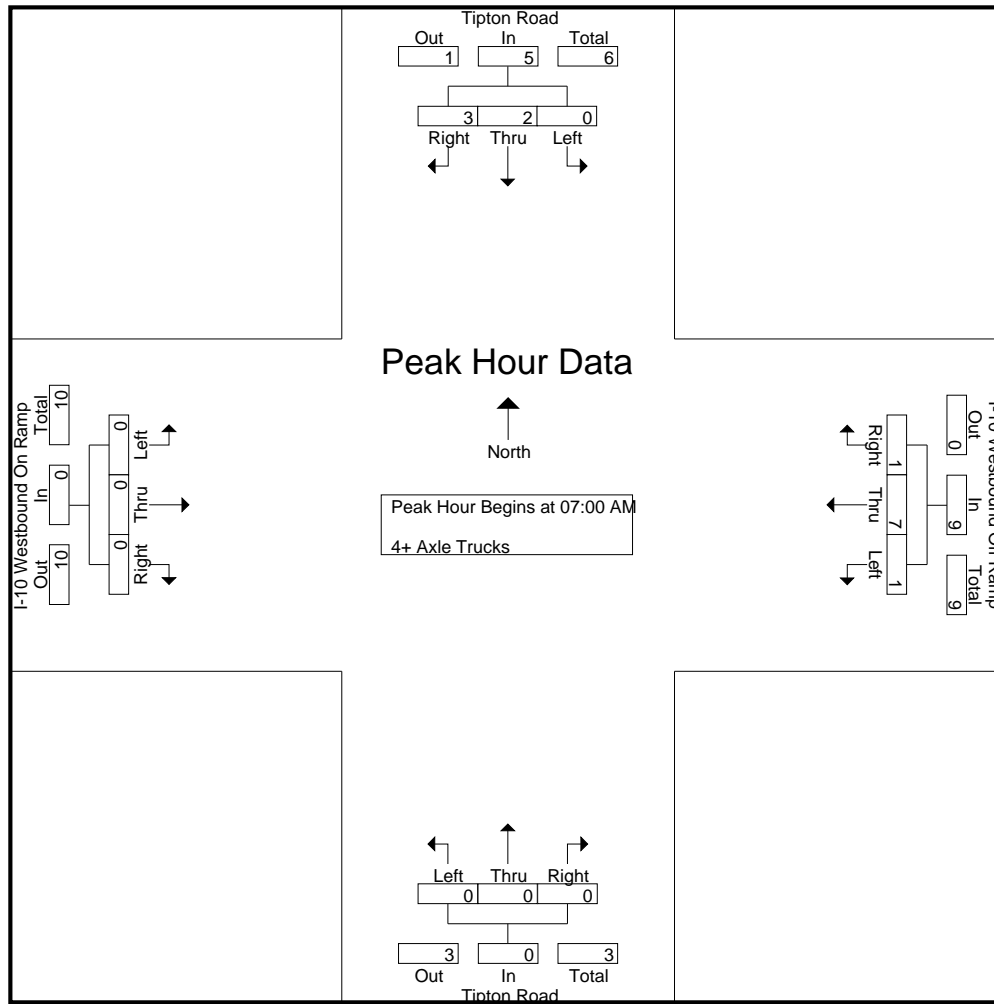 Tipton Road
Out In Total
1 5 6
3 2 0
Right Thru Left
Peak Hour Data
North
Peak Hour Begins at 07:00 AM
4+ Axle Trucks
I-10 Westbound On Ramp
Total In Out
10 0 10
0 0 0
Left Thru Right
Right Thru Left
1 7 1
0 9 9
Out In Total
Westbound Ramp
Left Thru Right
0 0 0
3 0 3
Out In Total
Tipton Road